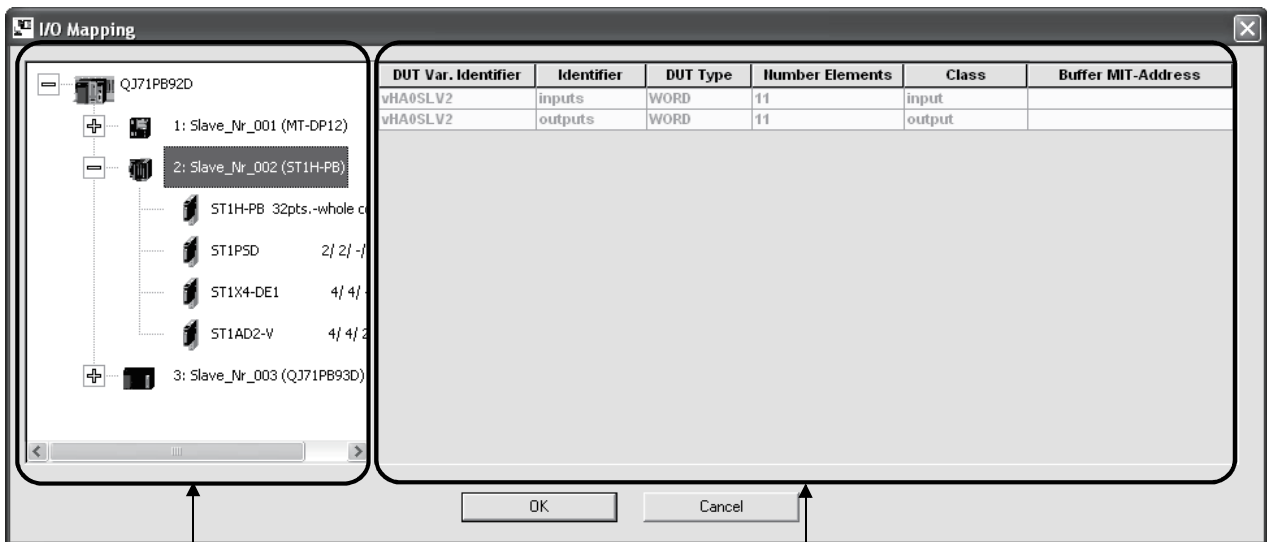 I/O Mapping
QJ71PB92D
1: Slave_Nr_001 (MT-DP12)
2: Slave_Nr_002 (ST1H-PB)
ST1H-PB 32pts.-whole
ST1PSD 2/ 2/ -/
ST1X4-DE1 4/ 4/
ST1AD2-V 4/ 4/ 2
3: Slave_Nr_003 (QJ71PB93D)
DUT Var. Identifier Identifier DUT Type Number Elements Class Buffer MIT-Address
vHA0SLV2 inputs WORD 11 input
vHA0SLV2 outputs WORD 11 output
OK Cancel